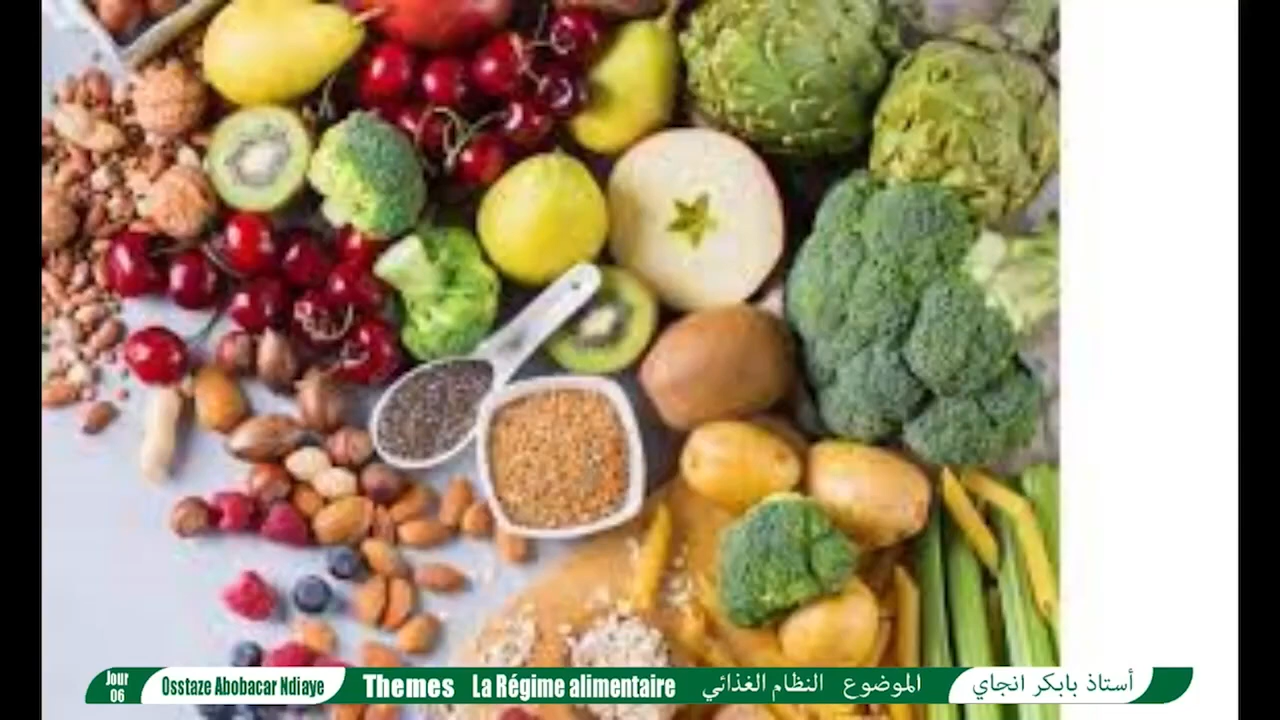 Jour
06
Osstaze Abobacar Ndiaye
Themes La Régime alimentaire
الموضوع النظام الغذائي
أستاذ بابكر انجاي